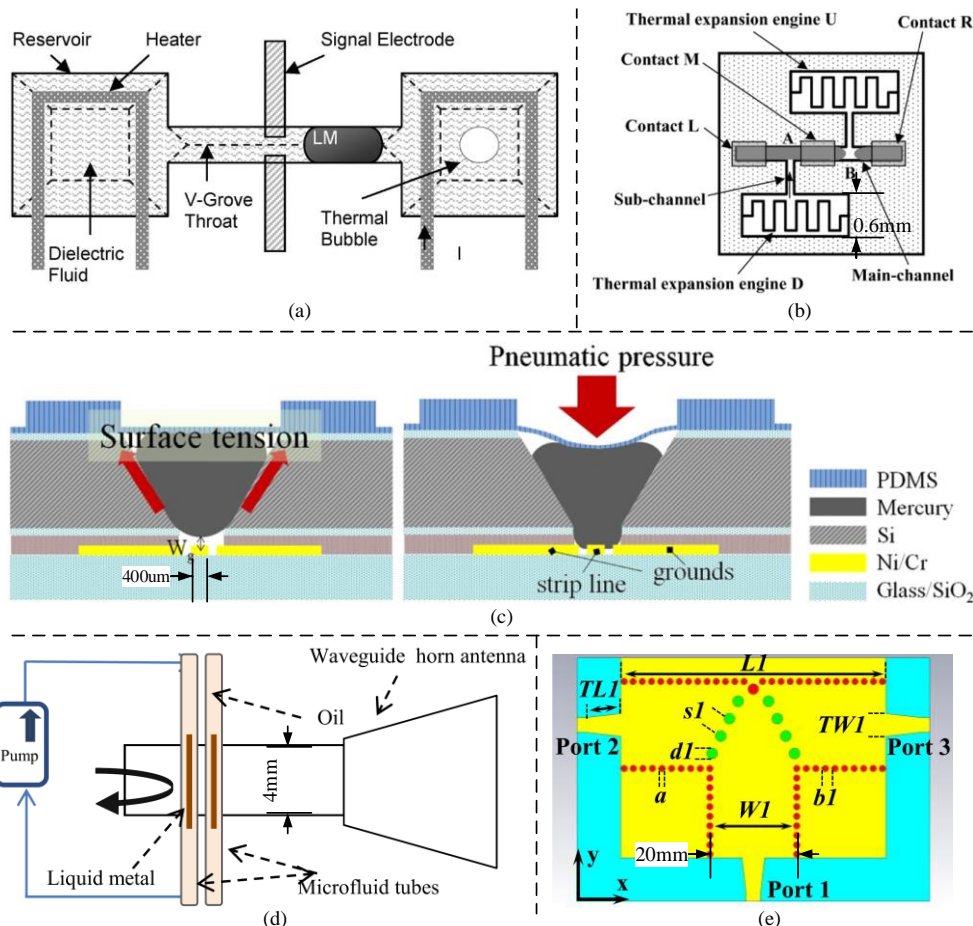 Reservoir
Heater
Signal Electrode
LM
V-Grove
Throat
Thermal
Bubble
Dielectric
Fluid
I
(a)
Thermal expansion engine U
Contact R
Contact M
Contact L
A
B
Sub-channel
0.6mm
Main-channel
Thermal expansion engine D
(b)
Pneumatic pressure
Surface tension
Wg
400um
strip line
grounds
PDMS
Mercury
Si
Ni/Cr
Glass/SiO2
(c)
Waveguide horn antenna
Oil
Pump
4mm
Liquid metal
Microfluid tubes
(d)
L1
TL1
s1
TW1
Port 2
Port 3
d1
a
b1
W1
20mm
y
x
Port 1
(e)